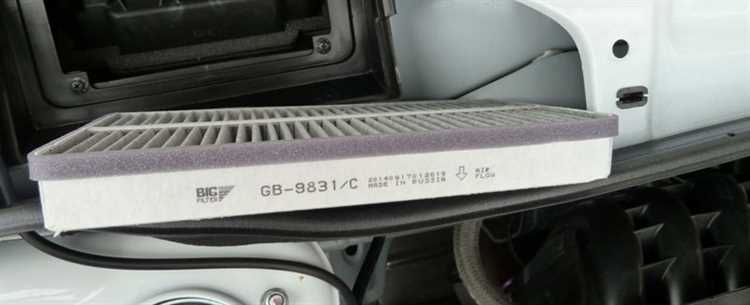 BIG
FILTER
GB-9831/C
20140917012619
MADE IN RUSSIA
AIR
FLOW